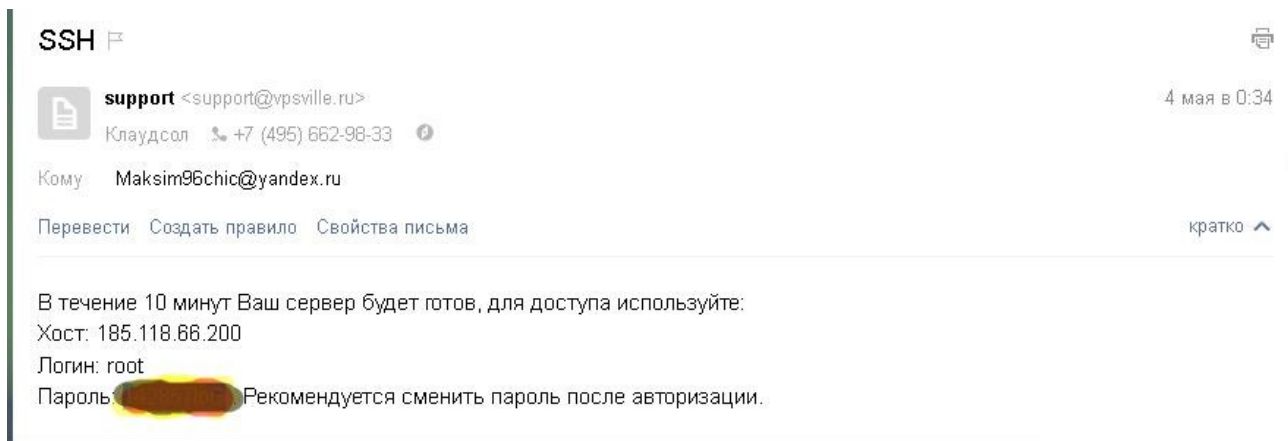 SSH
support <support@vpsville.ru>
4 мая в 0:34
Клаудсол +7 (495) 662-98-33
Кому Maksim96chic@yandex.ru
Перевести Создать правило Свойства письма
кратко
В течение 10 минут Ваш сервер будет готов, для доступа используйте:
Хост: 185.118.66.200
Логин: root
Пароль: Рекомендуется сменить пароль после авторизации.